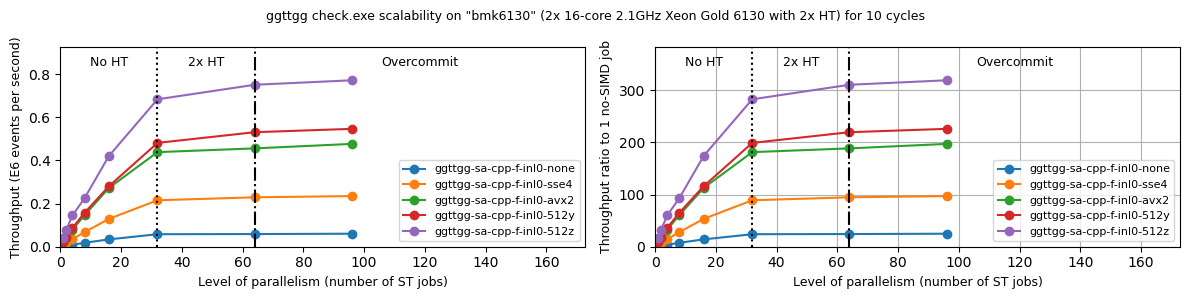 ggttgg check.exe scalability on "bmk6130" (2x 16-core 2.1GHz Xeon Gold 6130 with 2x HT) for 10 cycles
Throughput (E6 events per second)
0.8
0.6
0.4
0.2
0.0
No HT
2x HT
Overcommit
ggttgg-sa-cpp-f-inl0-none
ggttgg-sa-cpp-f-inl0-sse4
ggttgg-sa-cpp-f-inl0-avx2
ggttgg-sa-cpp-f-inl0-512y
ggttgg-sa-cpp-f-inl0-512z
0 20 40 60 80 100 120 140 160
Level of parallelism (number of ST jobs)
Throughput ratio to 1 no-SIMD job
300
200
100
0
No HT
2x HT
Overcommit
ggttgg-sa-cpp-f-inl0-none
ggttgg-sa-cpp-f-inl0-sse4
ggttgg-sa-cpp-f-inl0-avx2
ggttgg-sa-cpp-f-inl0-512y
ggttgg-sa-cpp-f-inl0-512z
0 20 40 60 80 100 120 140 160
Level of parallelism (number of ST jobs)